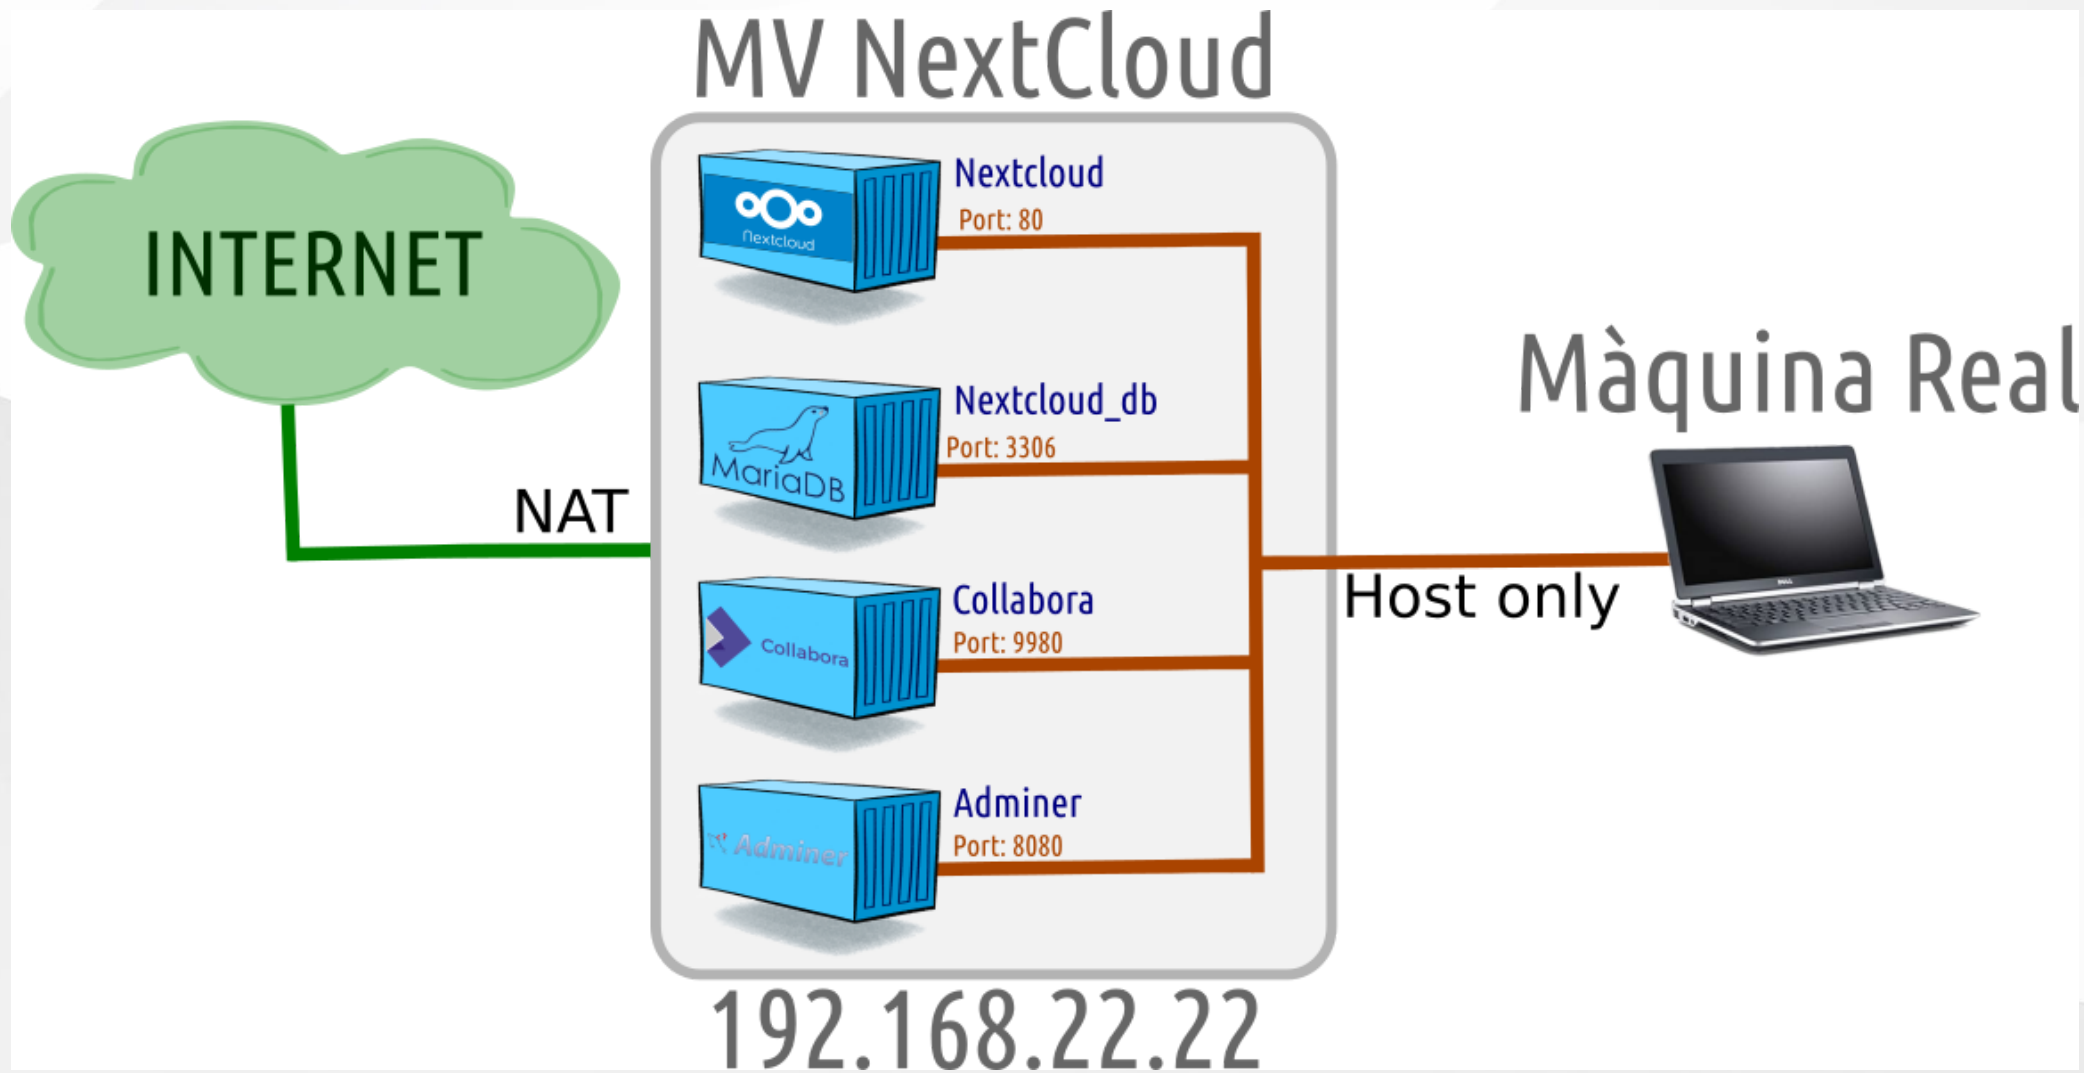 MV NextCloud
INTERNET
NAT
Nextcloud
Port: 80
Nextcloud
Nextcloud_db
Port: 3306
MariaDB
Collabora
Port: 9980
Collabora
Adminer
Port: 8080
Adminer
192.168.22.22
Host only
Màquina Real
DELL